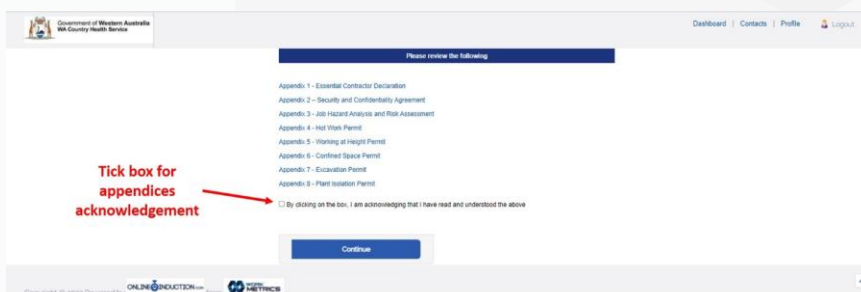 Government of Western Australia
WA Country Health Service
Dashboard | Contacts | Profile Logout
Please review the following
Appendix 1 - Essential Contractor Declaration
Appendix 2 – Security and Confidentiality Agreement
Appendix 3 - Job Hazard Analysis and Risk Assessment
Appendix 4 - Hot Work Permit
Appendix 5 - Working at Height Permit
Appendix 6 - Confined Space Permit
Appendix 7 - Excavation Permit
Appendix 8 - Plant Isolation Permit
Tick box for
appendices
acknowledgement
By clicking on the box, I am acknowledging that I have read and understood the above
Continue
ONLINE INDUCTION.com
WORK
METRICS